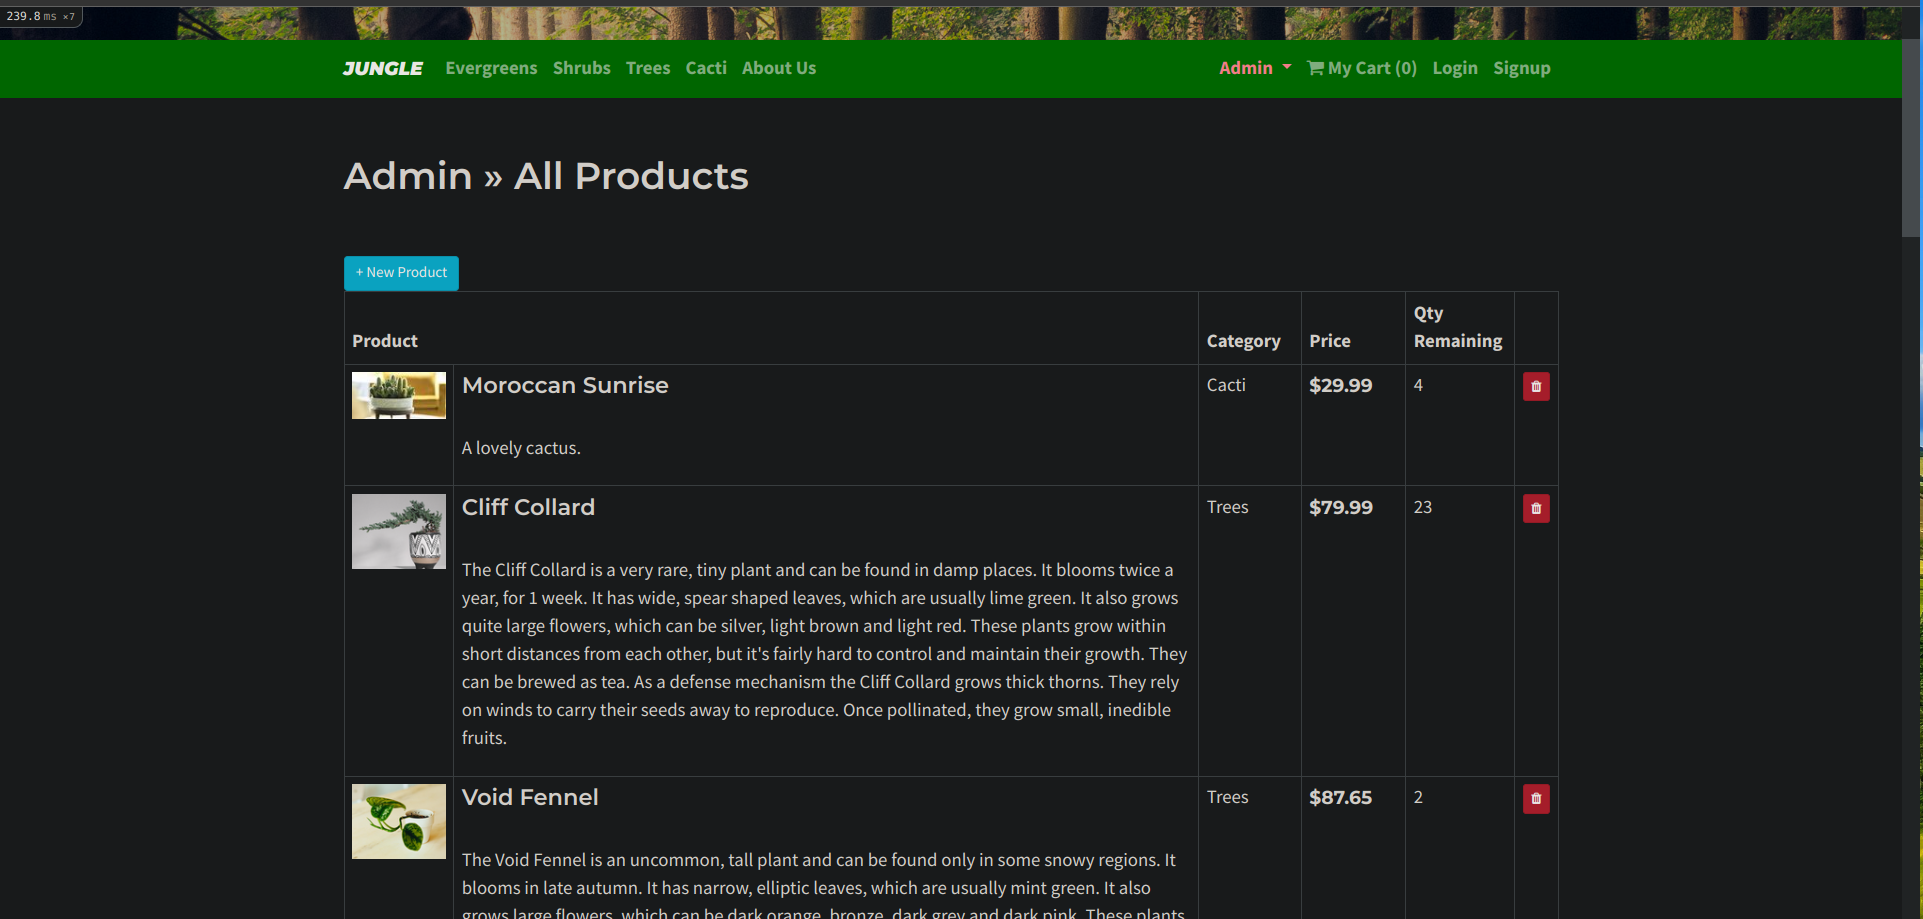 239.8 ms ×7
JUNGLE Evergreens Shrubs Trees Cacti About Us Admin My Cart (0) Login Signup
Admin » All Products
+ New Product
Product Category Price Qty Remaining
Moroccan Sunrise Cacti $29.99 4
A lovely cactus.
Cliff Collard Trees $79.99 23
The Cliff Collard is a very rare, tiny plant and can be found in damp places. It blooms twice a
year, for 1 week. It has wide, spear shaped leaves, which are usually lime green. It also grows
quite large flowers, which can be silver, light brown and light red. These plants grow within
short distances from each other, but it's fairly hard to control and maintain their growth. They
can be brewed as tea. As a defense mechanism the Cliff Collard grows thick thorns. They rely
on winds to carry their seeds away to reproduce. Once pollinated, they grow small, inedible
fruits.
Void Fennel Trees $87.65 2
The Void Fennel is an uncommon, tall plant and can be found only in some snowy regions. It
blooms in late autumn. It has narrow, elliptic leaves, which are usually mint green. It also
grows large flowers, which can be dark orange, bronze, dark grey and dark pink. These plants